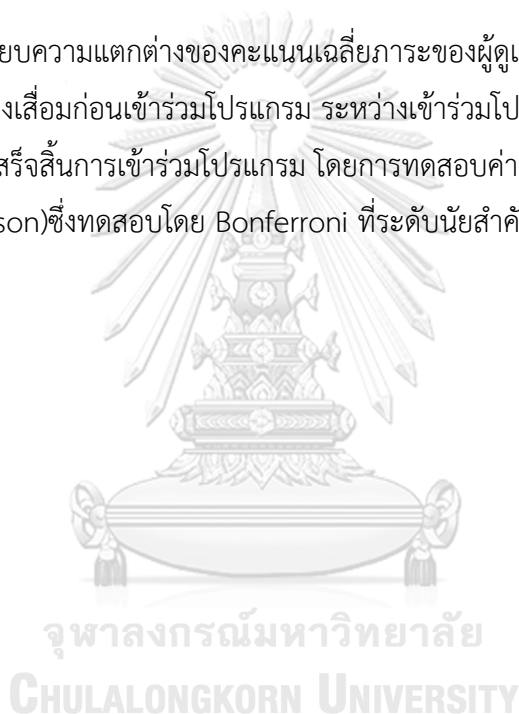 ยบความแตกต่างของคะแนนเฉลี่ยภาระของผู้ดูเ
งเสื่อมก่อนเข้าร่วมโปรแกรม ระหว่างเข้าร่วมโป
สร็จสิ้นการเข้าร่วมโปรแกรม โดยการทดสอบค่า
son)ซึ่งทดสอบโดย Bonferroni ที่ระดับนัยสำคั
จุฬาลงกรณ์มหาวิทยาลัย
CHULALONGKORN UNIVERSITY